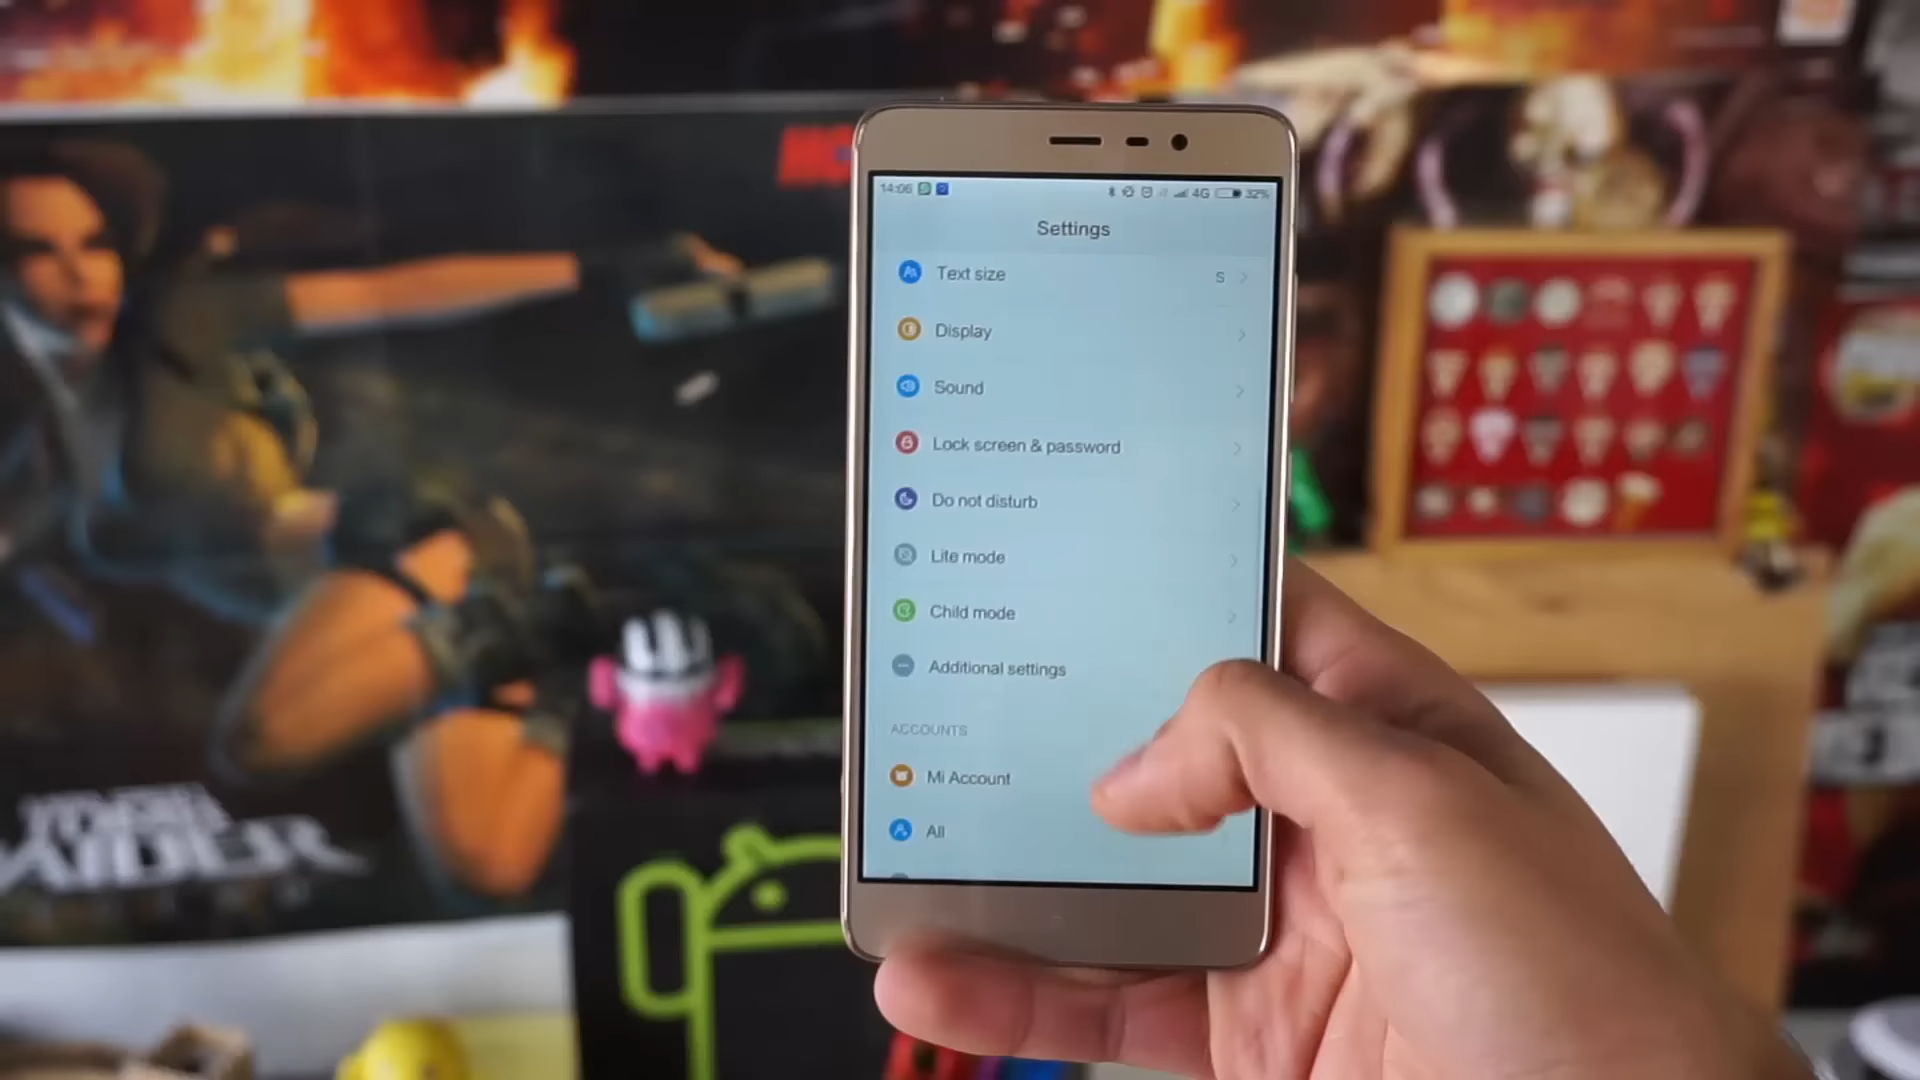 14:06 4G 32%
Settings
Text size S
Display
Sound
Lock screen & password
Do not disturb
Lite mode
Child mode
Additional settings
ACCOUNTS
Mi Account
All